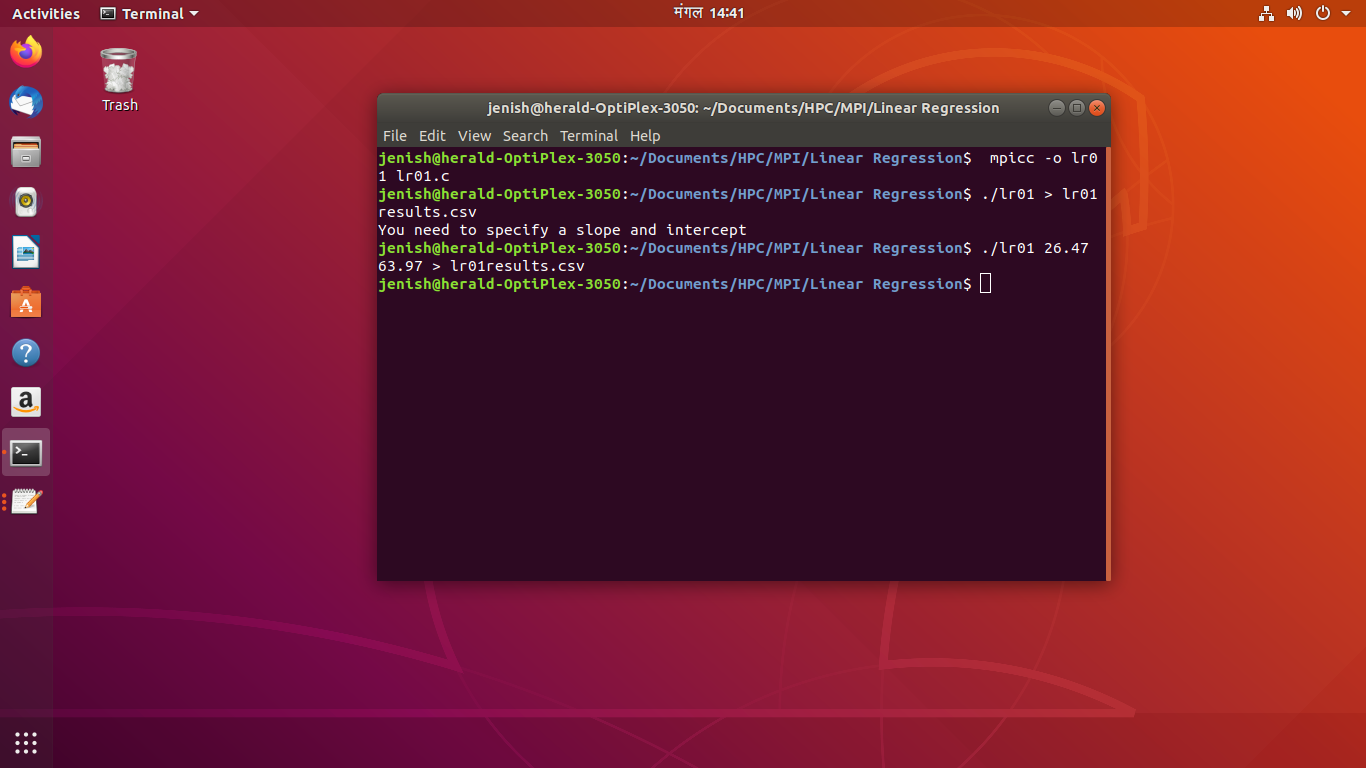 Activities Terminal मंगल 14:41
Trash
jenish@herald-OptiPlex-3050: ~/Documents/HPC/MPI/Linear Regression
File Edit View Search Terminal Help
jenish@herald-OptiPlex-3050:~/Documents/HPC/MPI/Linear Regression$  mpicc -o lr0
1 lr01.c
jenish@herald-OptiPlex-3050:~/Documents/HPC/MPI/Linear Regression$ ./lr01 > lr01
results.csv
You need to specify a slope and intercept
jenish@herald-OptiPlex-3050:~/Documents/HPC/MPI/Linear Regression$ ./lr01 26.47
63.97 > lr01results.csv
jenish@herald-OptiPlex-3050:~/Documents/HPC/MPI/Linear Regression$